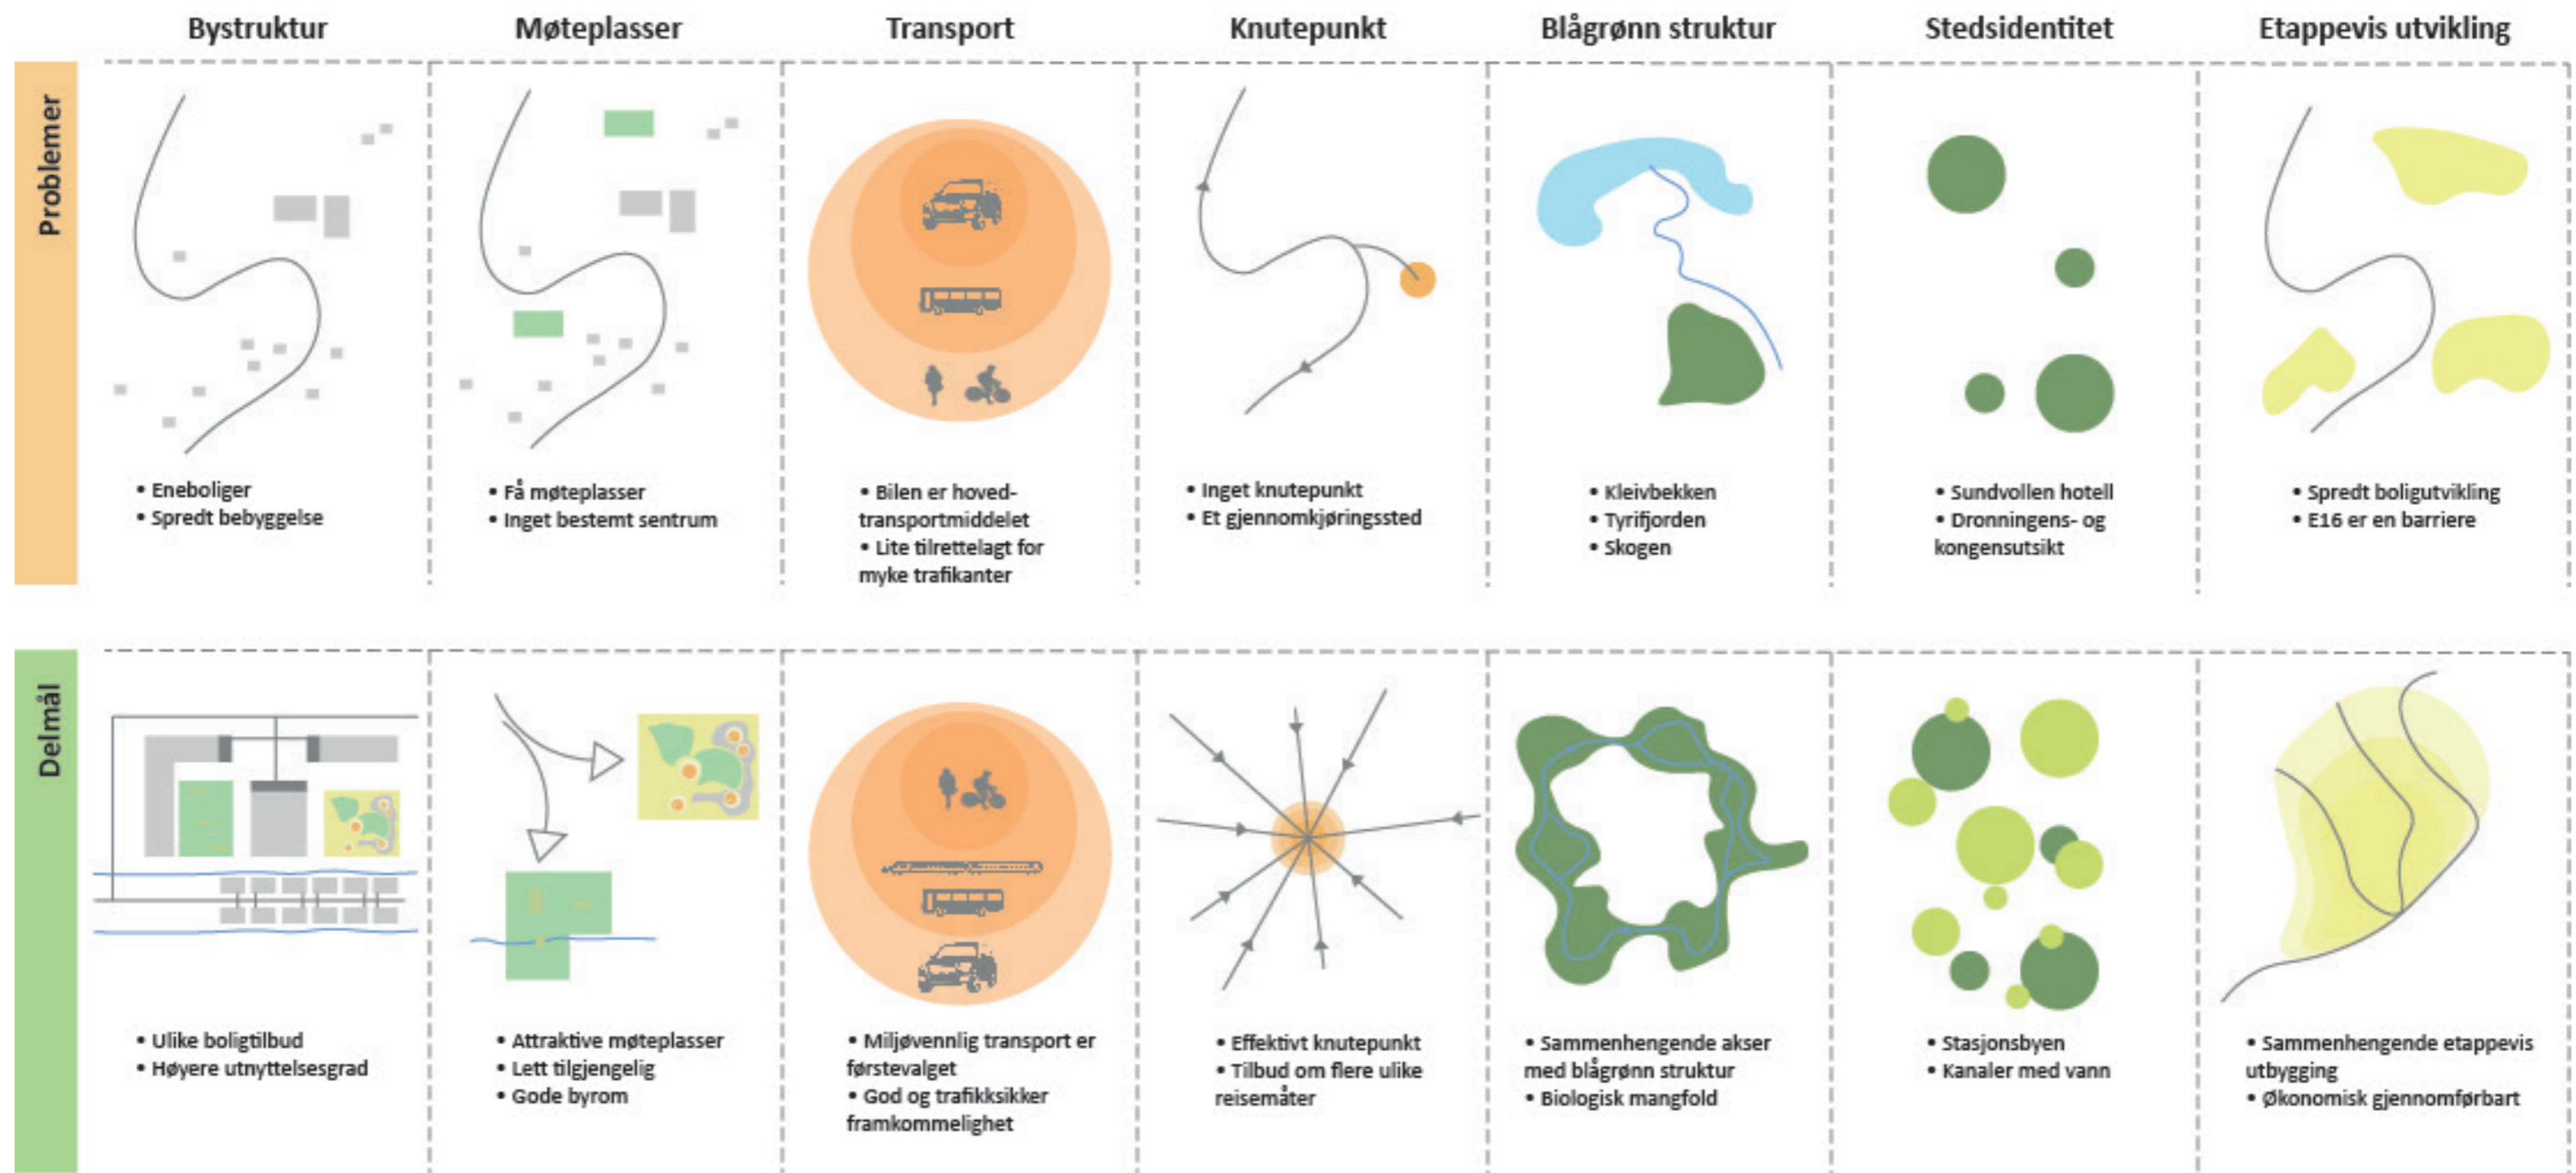 Bystruktur
Møteplasser
Transport
Knutepunkt
Blågrønn struktur
Stedsidentitet
Etappevis utvikling
Problemer
• Eneboliger
• Spredt bebyggelse
• Få møteplasser
• Inget bestemt sentrum
• Bilen er hoved-
transportmiddelet
• Lite tilrettelagt for
myke trafikanter
• Inget knutepunkt
• Et gjennomkjøringssted
• Kleivbekken
• Tyrifjorden
• Skogen
• Sundvollen hotell
• Dronningens- og
kongensutsikt
• Spredt boligutvikling
• E16 er en barriere
Delmål
• Ulike boligtilbud
• Høyere utnyttelsesgrad
• Attraktive møteplasser
• Lett tilgjengelig
• Gode byrom
• Miljøvennlig transport er
førstevalget
• God og trafikksikker
framkommelighet
• Effektivt knutepunkt
• Tilbud om flere ulike
reisemåter
• Sammenhengende akser
med blågrønn struktur
• Biologisk mangfold
• Stasjonsbyen
• Kanaler med vann
• Sammenhengende etappevis
utbygging
• Økonomisk gjennomførbart